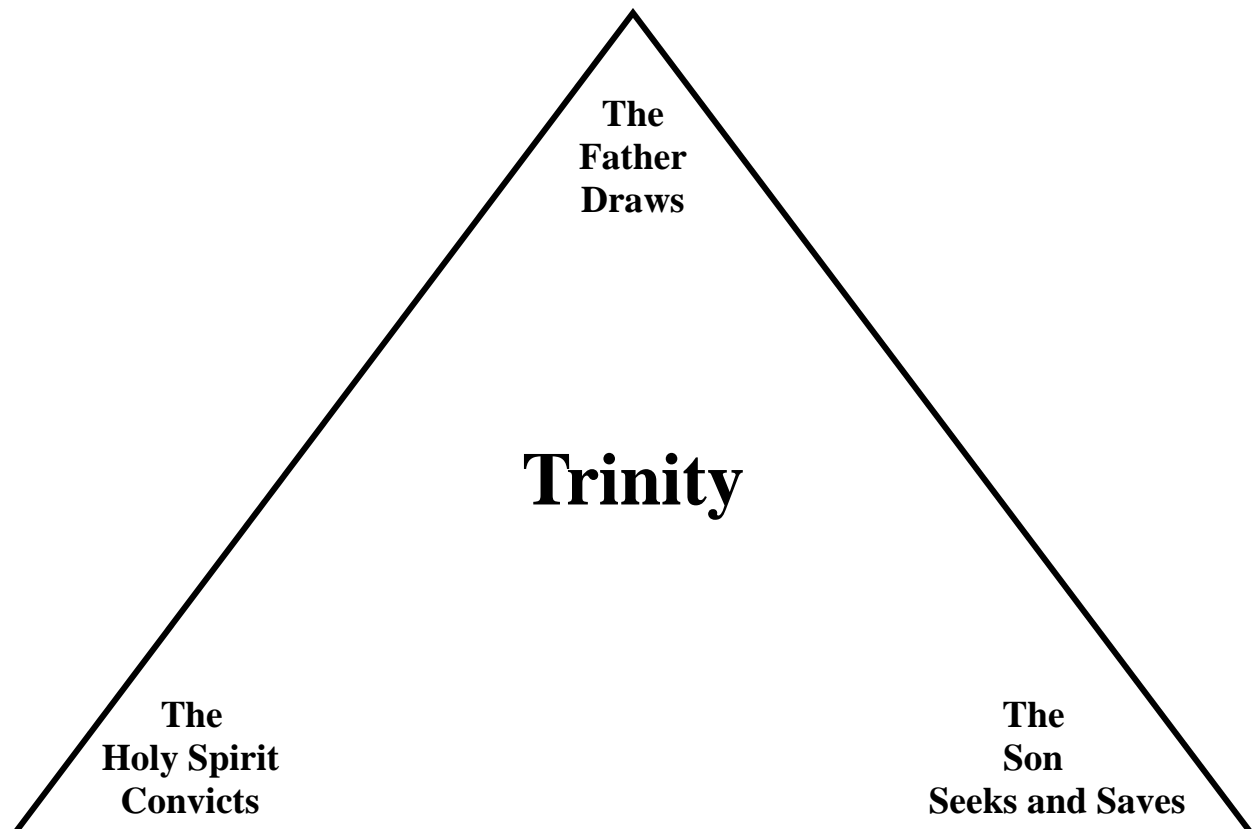 The
Father
Draws
Trinity
The
Holy Spirit
Convicts
The
Son
Seeks and Saves